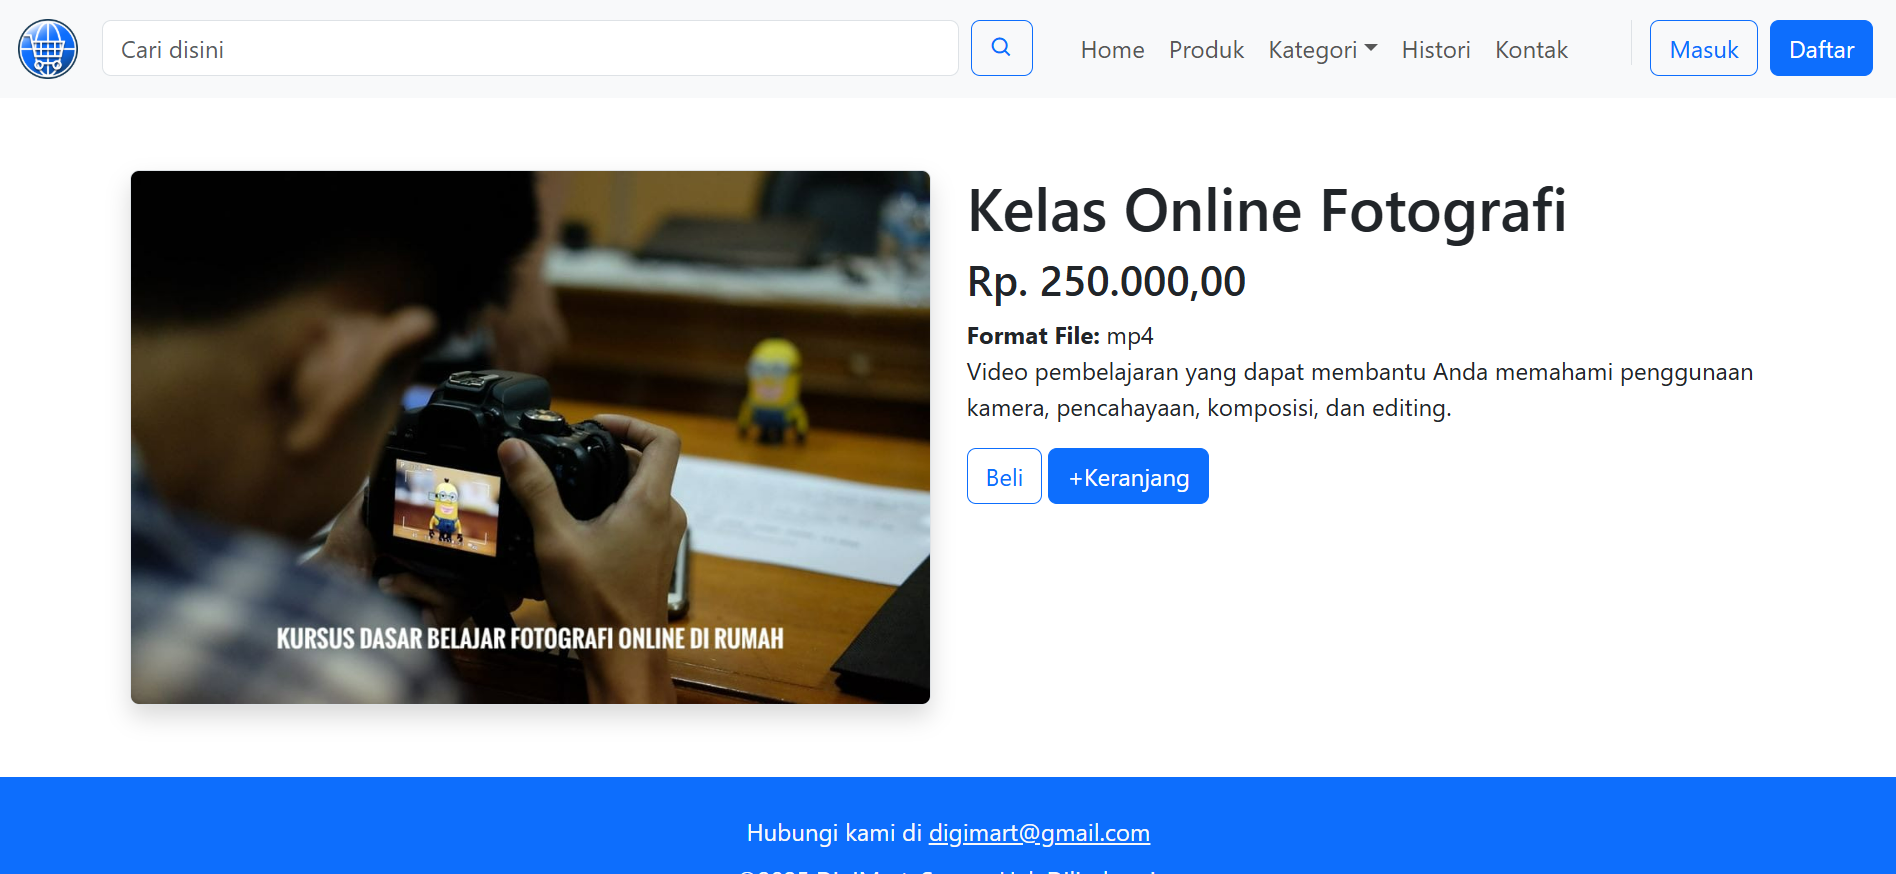 Cari disini
Home Produk Kategori Histori Kontak
Masuk Daftar
KURSUS DASAR BELAJAR FOTOGRAFI ONLINE DI RUMAH
Kelas Online Fotografi
Rp. 250.000,00
Format File: mp4
Video pembelajaran yang dapat membantu Anda memahami penggunaan
kamera, pencahayaan, komposisi, dan editing.
Beli +Keranjang
Hubungi kami di digimart@gmail.com